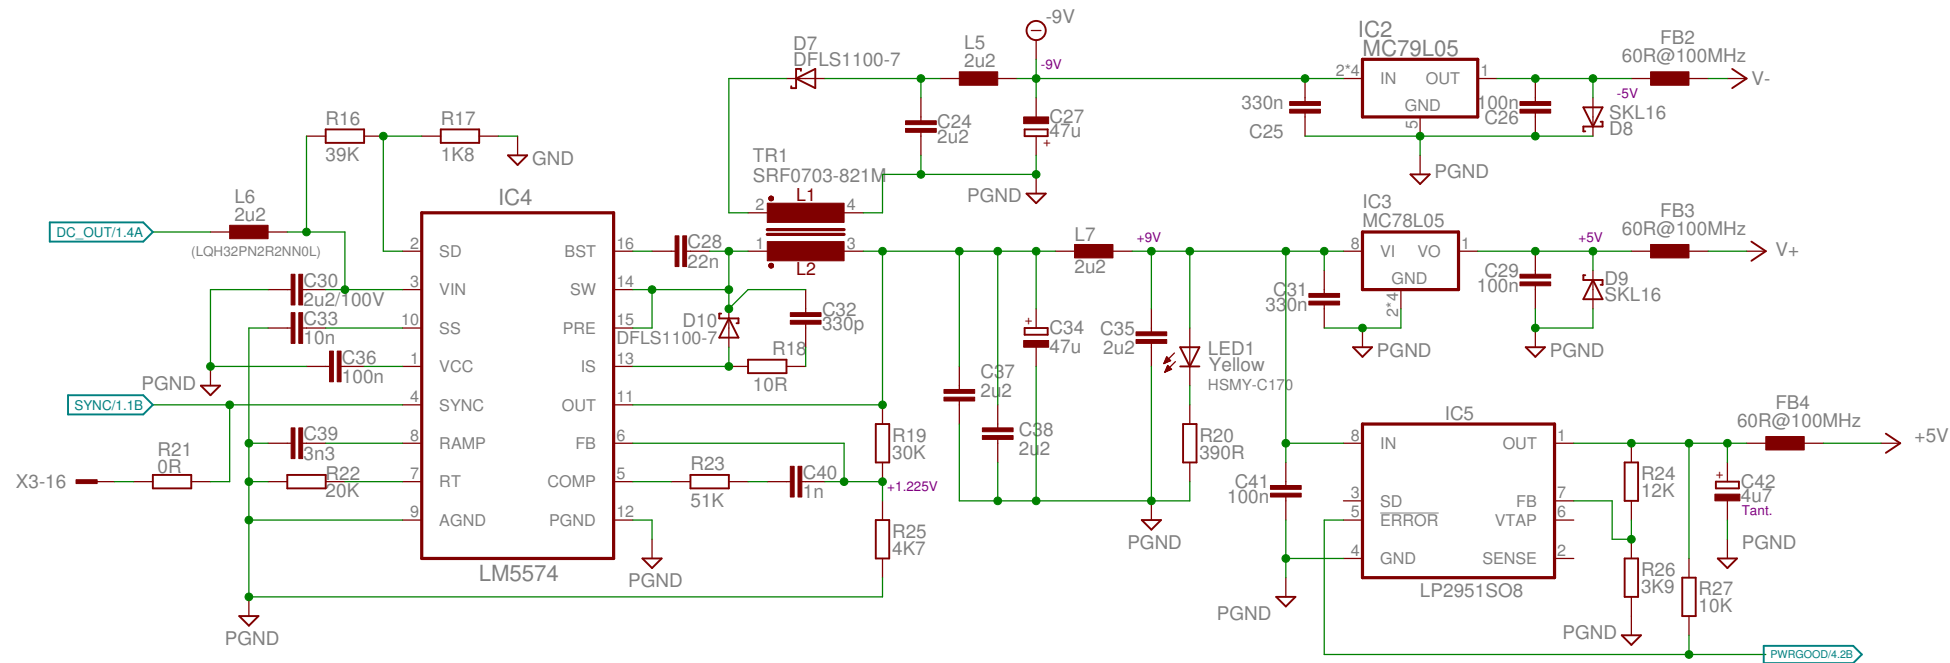 -9V
D7
DFLS1100-7
L5
2u2
-9V
IC2
MC79L05
2*4
IN
OUT
1
GND
5
330n
C25
100n
C26
-5V
SKL16
D8
FB2
60R@100MHz
V-
PGND
C24
2u2
C27
47u
+
PGND
R16
39K
R17
1K8
GND
TR1
SRF0703-821M
L1
2
4
1
3
L2
L6
2u2
DC_OUT/1.4A
(LQH32PN2R2NN0L)
IC4
2
SD
BST
16
3
VIN
SW
14
10
SS
PRE
15
1
VCC
IS
13
4
SYNC
OUT
11
8
RAMP
FB
6
7
RT
COMP
5
9
AGND
PGND
12
LM5574
C28
22n
C30
2u2/100V
C33
10n
C36
100n
PGND
SYNC/1.1B
C39
3n3
R21
0R
R22
20K
X3-16
PGND
D10
DFLS1100-7
C32
330p
R18
10R
R19
30K
R23
51K
C40
1n
+1.225V
R25
4K7
PGND
L7
2u2
+9V
+
C34
47u
C35
2u2
C37
2u2
C38
2u2
LED1
Yellow
HSMY-C170
R20
390R
PGND
IC3
MC78L05
8
VI
VO
1
GND
2*4
C31
330n
PGND
C29
100n
+5V
D9
SKL16
PGND
FB3
60R@100MHz
V+
IC5
8
IN
OUT
1
3
SD
FB
7
5
ERROR
VTAP
6
4
GND
SENSE
2
LP2951SO8
C41
100n
PGND
R24
12K
R26
3K9
PGND
R27
10K
+
C42
4u7
Tant.
PGND
FB4
60R@100MHz
+5V
PWRGOOD/4.2B